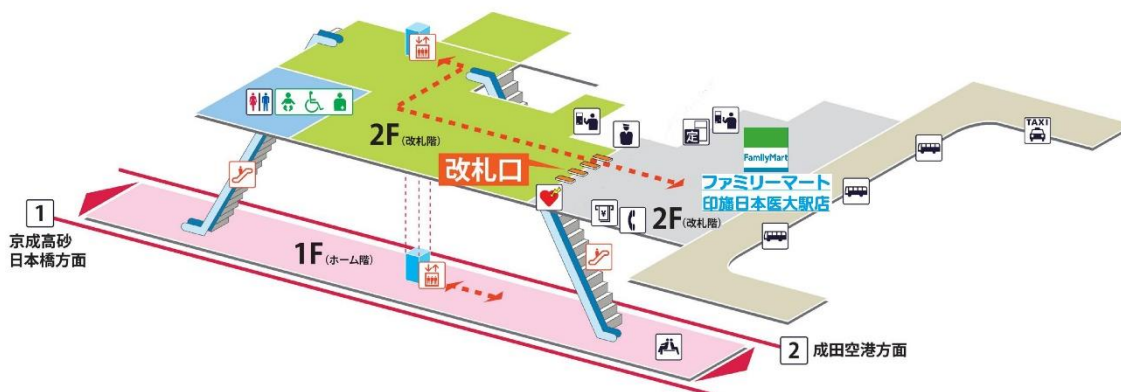 TAXI
定
FamilyMart
2F(改札階)
改札口
ファミリーマート
印旛日本医大駅店
2F(改札階)
1
京成高砂
日本橋方面
1F(ホーム階)
2 成田空港方面